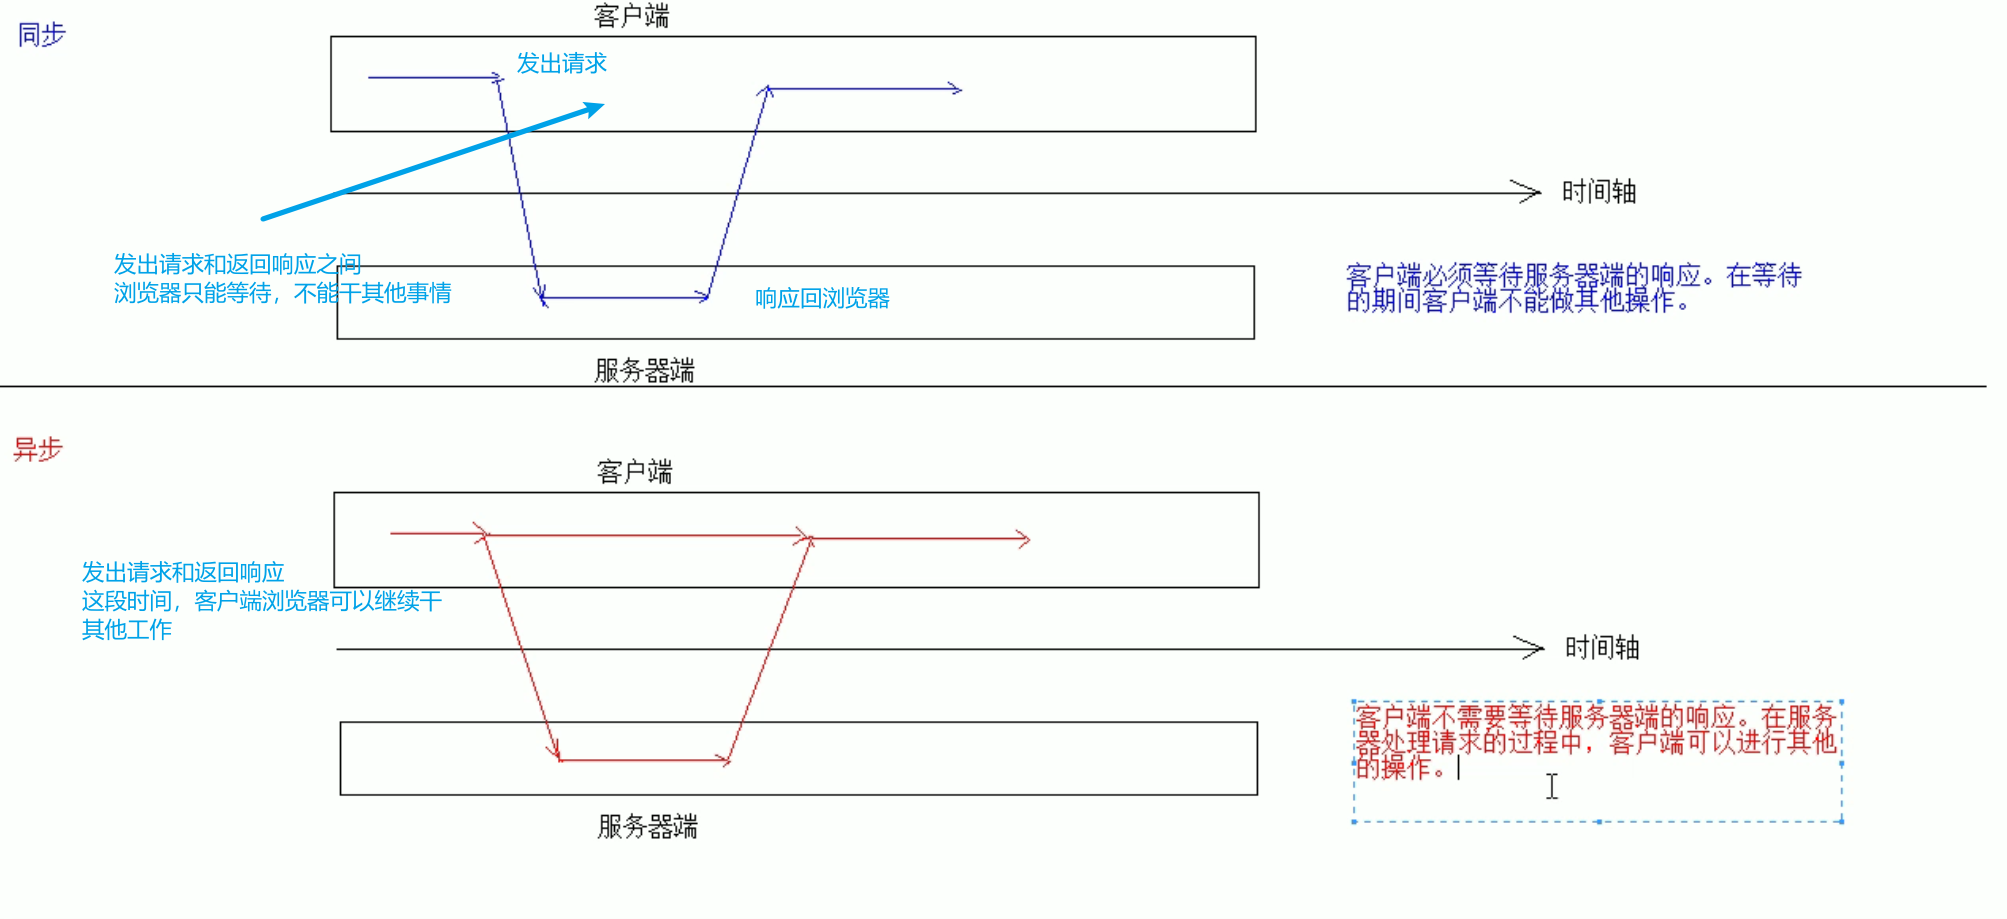 同步
客户端
发出请求
时间轴
发出请求和返回响应之间
浏览器只能等待，不能干其他事情
响应回浏览器
客户端必须等待服务器端的响应。在等待
的期间客户端不能做其他操作。
服务器端
异步
客户端
发出请求和返回响应
这段时间，客户端浏览器可以继续干
其他工作
时间轴
客户端不需要等待服务器端的响应。在服务
器处理请求的过程中，客户端可以进行其他
的操作。
服务器端